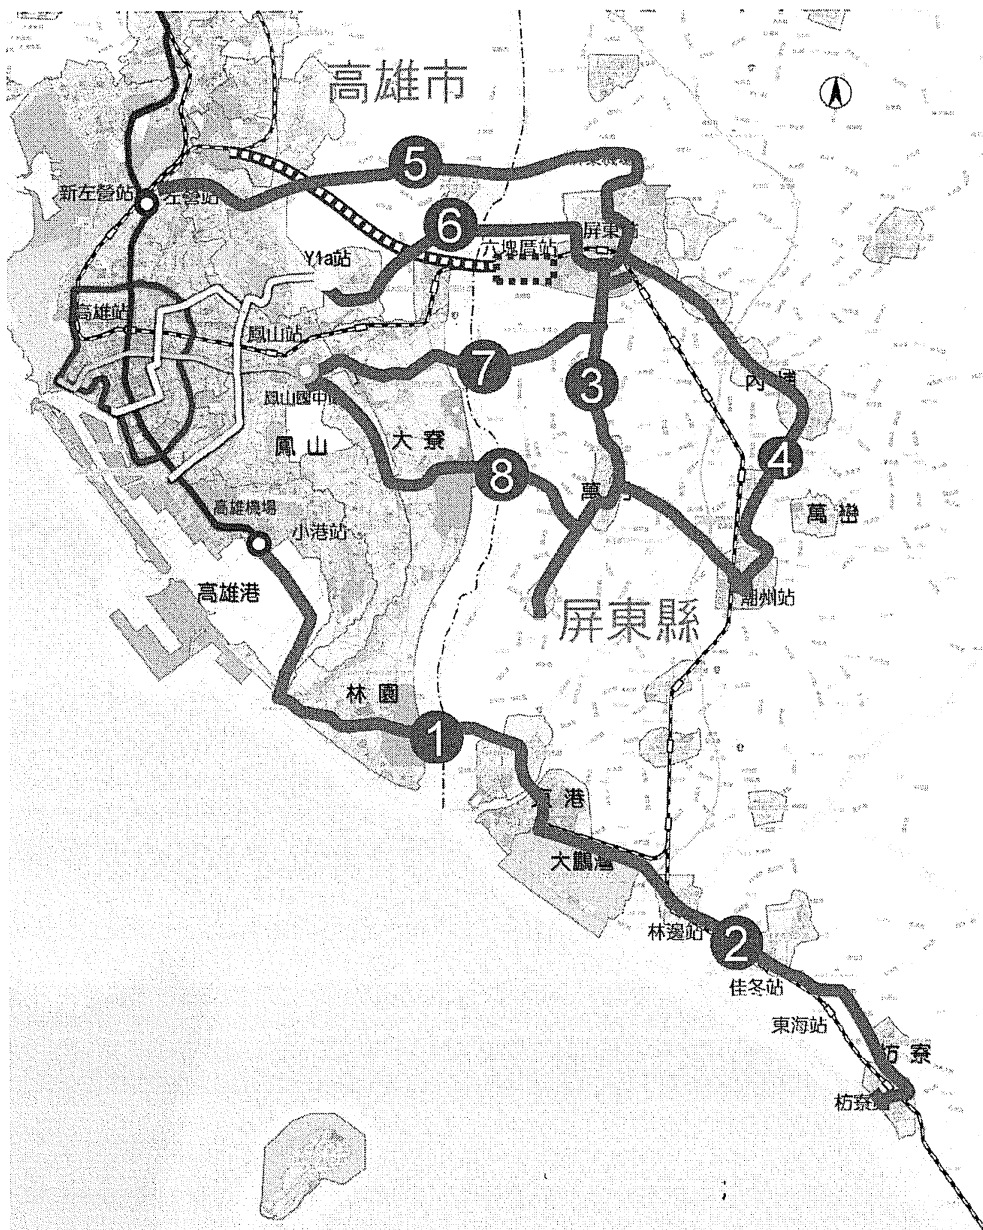 高雄市
5
新左營站
左營站
6
六塊厝站
屏東
Y1a站
高雄站
鳳山站
7
3
鳳山國中
內埔
鳳山
大寮
4
8
萬
萬巒
高雄機場
小港站
高雄港
潮州站
屏東縣
林園
1
港
大鵬灣
林邊站
2
佳冬站
東海站
枋寮
枋寮站